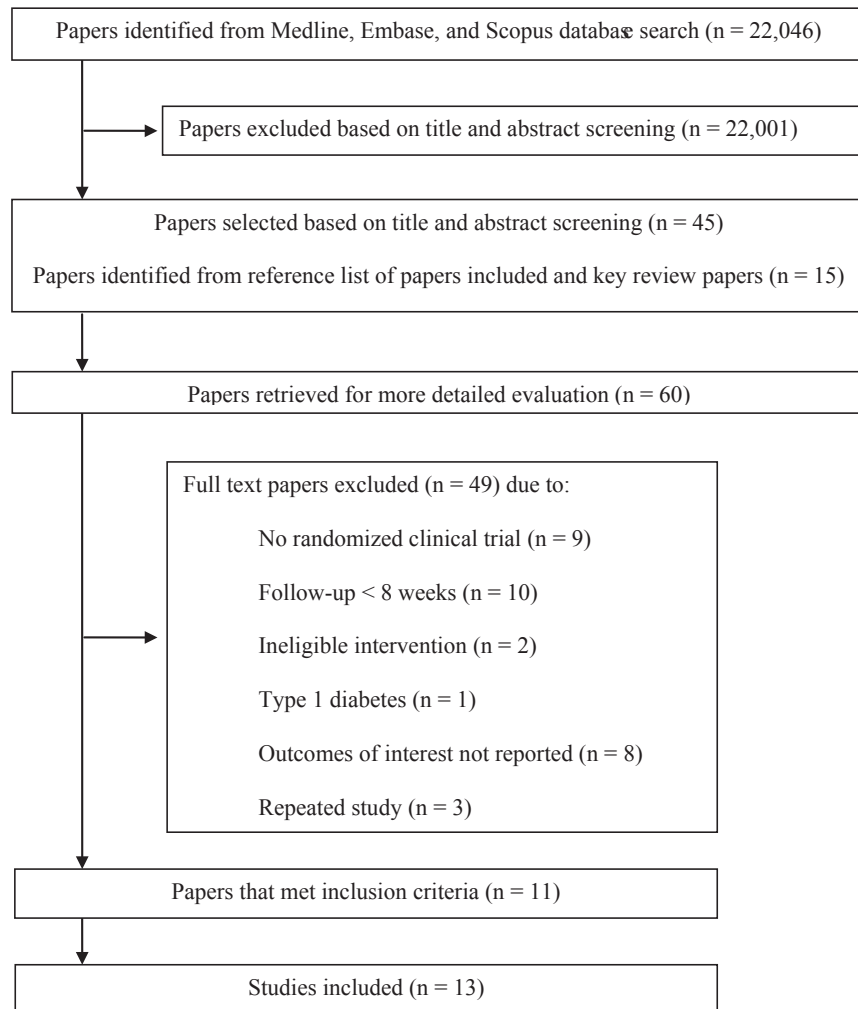 Papers identified from Medline, Embase, and Scopus database search (n = 22,046)
Papers excluded based on title and abstract screening (n = 22,001)
Papers selected based on title and abstract screening (n = 45)
Papers identified from reference list of papers included and key review papers (n = 15)
Papers retrieved for more detailed evaluation (n = 60)
Full text papers excluded (n = 49) due to:
No randomized clinical trial (n = 9)
Follow-up < 8 weeks (n = 10)
Ineligible intervention (n = 2)
Type 1 diabetes (n = 1)
Outcomes of interest not reported (n = 8)
Repeated study (n = 3)
Papers that met inclusion criteria (n = 11)
Studies included (n = 13)